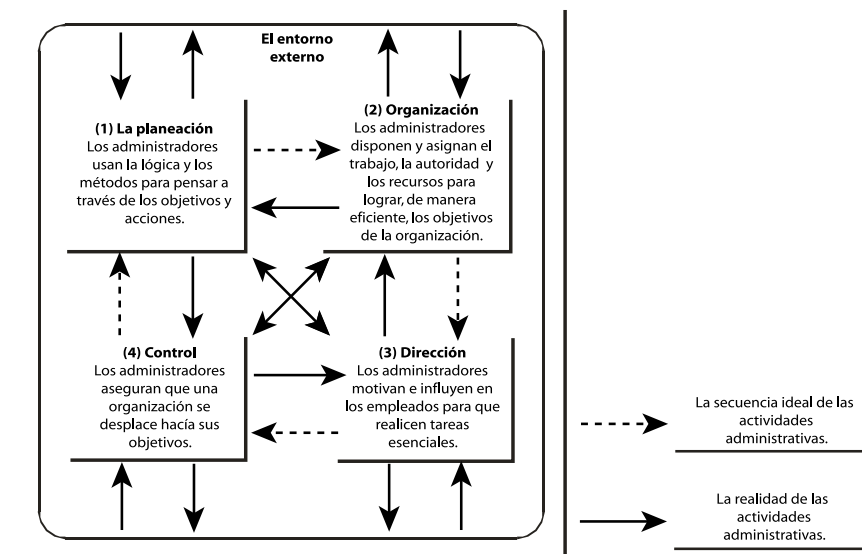 El entorno
externo
(1) La planeación
Los administradores
usan la lógica y los
métodos para pensar a
través de los objetivos y
acciones.
(2) Organización
Los administradores
disponen y asignan el
trabajo, la autoridad y
los recursos para
lograr, de manera
eficiente, los objetivos
de la organización.
(4) Control
Los administradores
aseguran que una
organización se
desplace hacía sus
objetivos.
(3) Dirección
Los administradores
motivan e influyen en
los empleados para que
realicen tareas
esenciales.
La secuencia ideal de las
actividades
administrativas.
La realidad de las
actividades
administrativas.